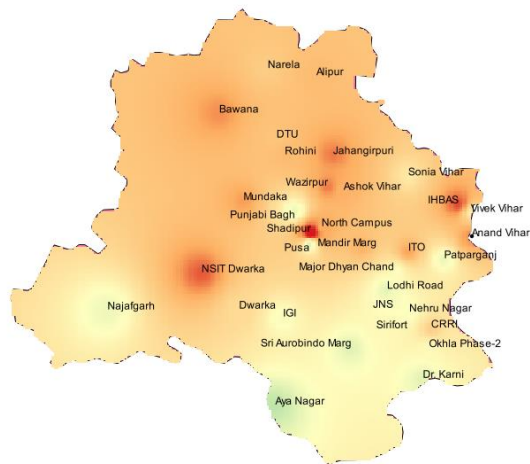 Narela
Alipur
Bawana
DTU
Rohini
Jahangirpuri
Sonia Vihar
Wazirpur
Ashok Vihar
Mundaka
IHBAS
Vivek Vihar
Punjabi Bagh
North Campus
Shadipur
Anand Vihar
Pusa
Mandir Marg
ITO
Patparganj
NSIT Dwarka
Major Dhyan Chand
Lodhi Road
Najafgarh
Dwarka
IGI
JNS
Nehru Nagar
Sirifort
CRRI
Sri Aurobindo Marg
Okhla Phase-2
Dr. Karni
Aya Nagar